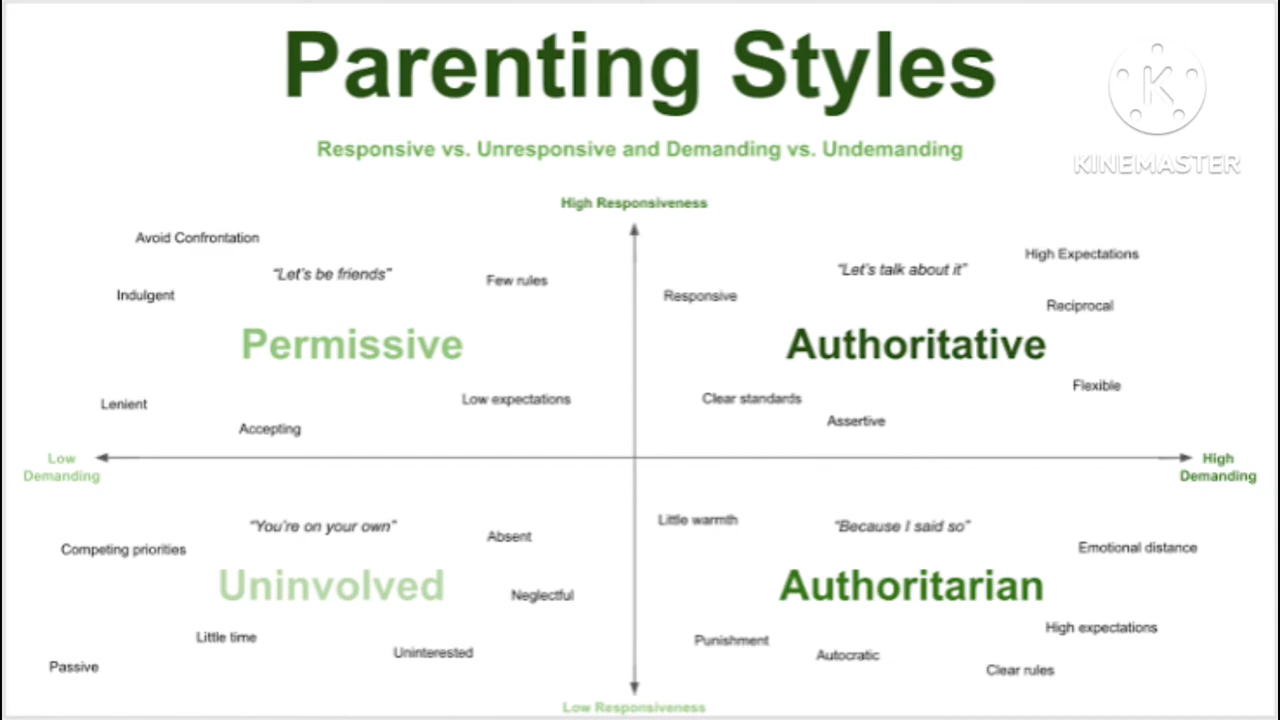 Parenting Styles
K
KINEMASTER
Responsive vs. Unresponsive and Demanding vs. Undemanding
High Responsiveness
Avoid Confrontation
"Let's be friends"
Few rules
Indulgent
Permissive
Lenient
Low expectations
Accepting
"Let's talk about it"
High Expectations
Responsive
Reciprocal
Authoritative
Flexible
Clear standards
Assertive
Low
Demanding
High
Demanding
"You're on your own"
Absent
Competing priorities
Uninvolved
Neglectful
Little time
Uninterested
Passive
Little warmth
"Because I said so"
Emotional distance
Authoritarian
High expectations
Punishment
Autocratic
Clear rules
Low Responsiveness